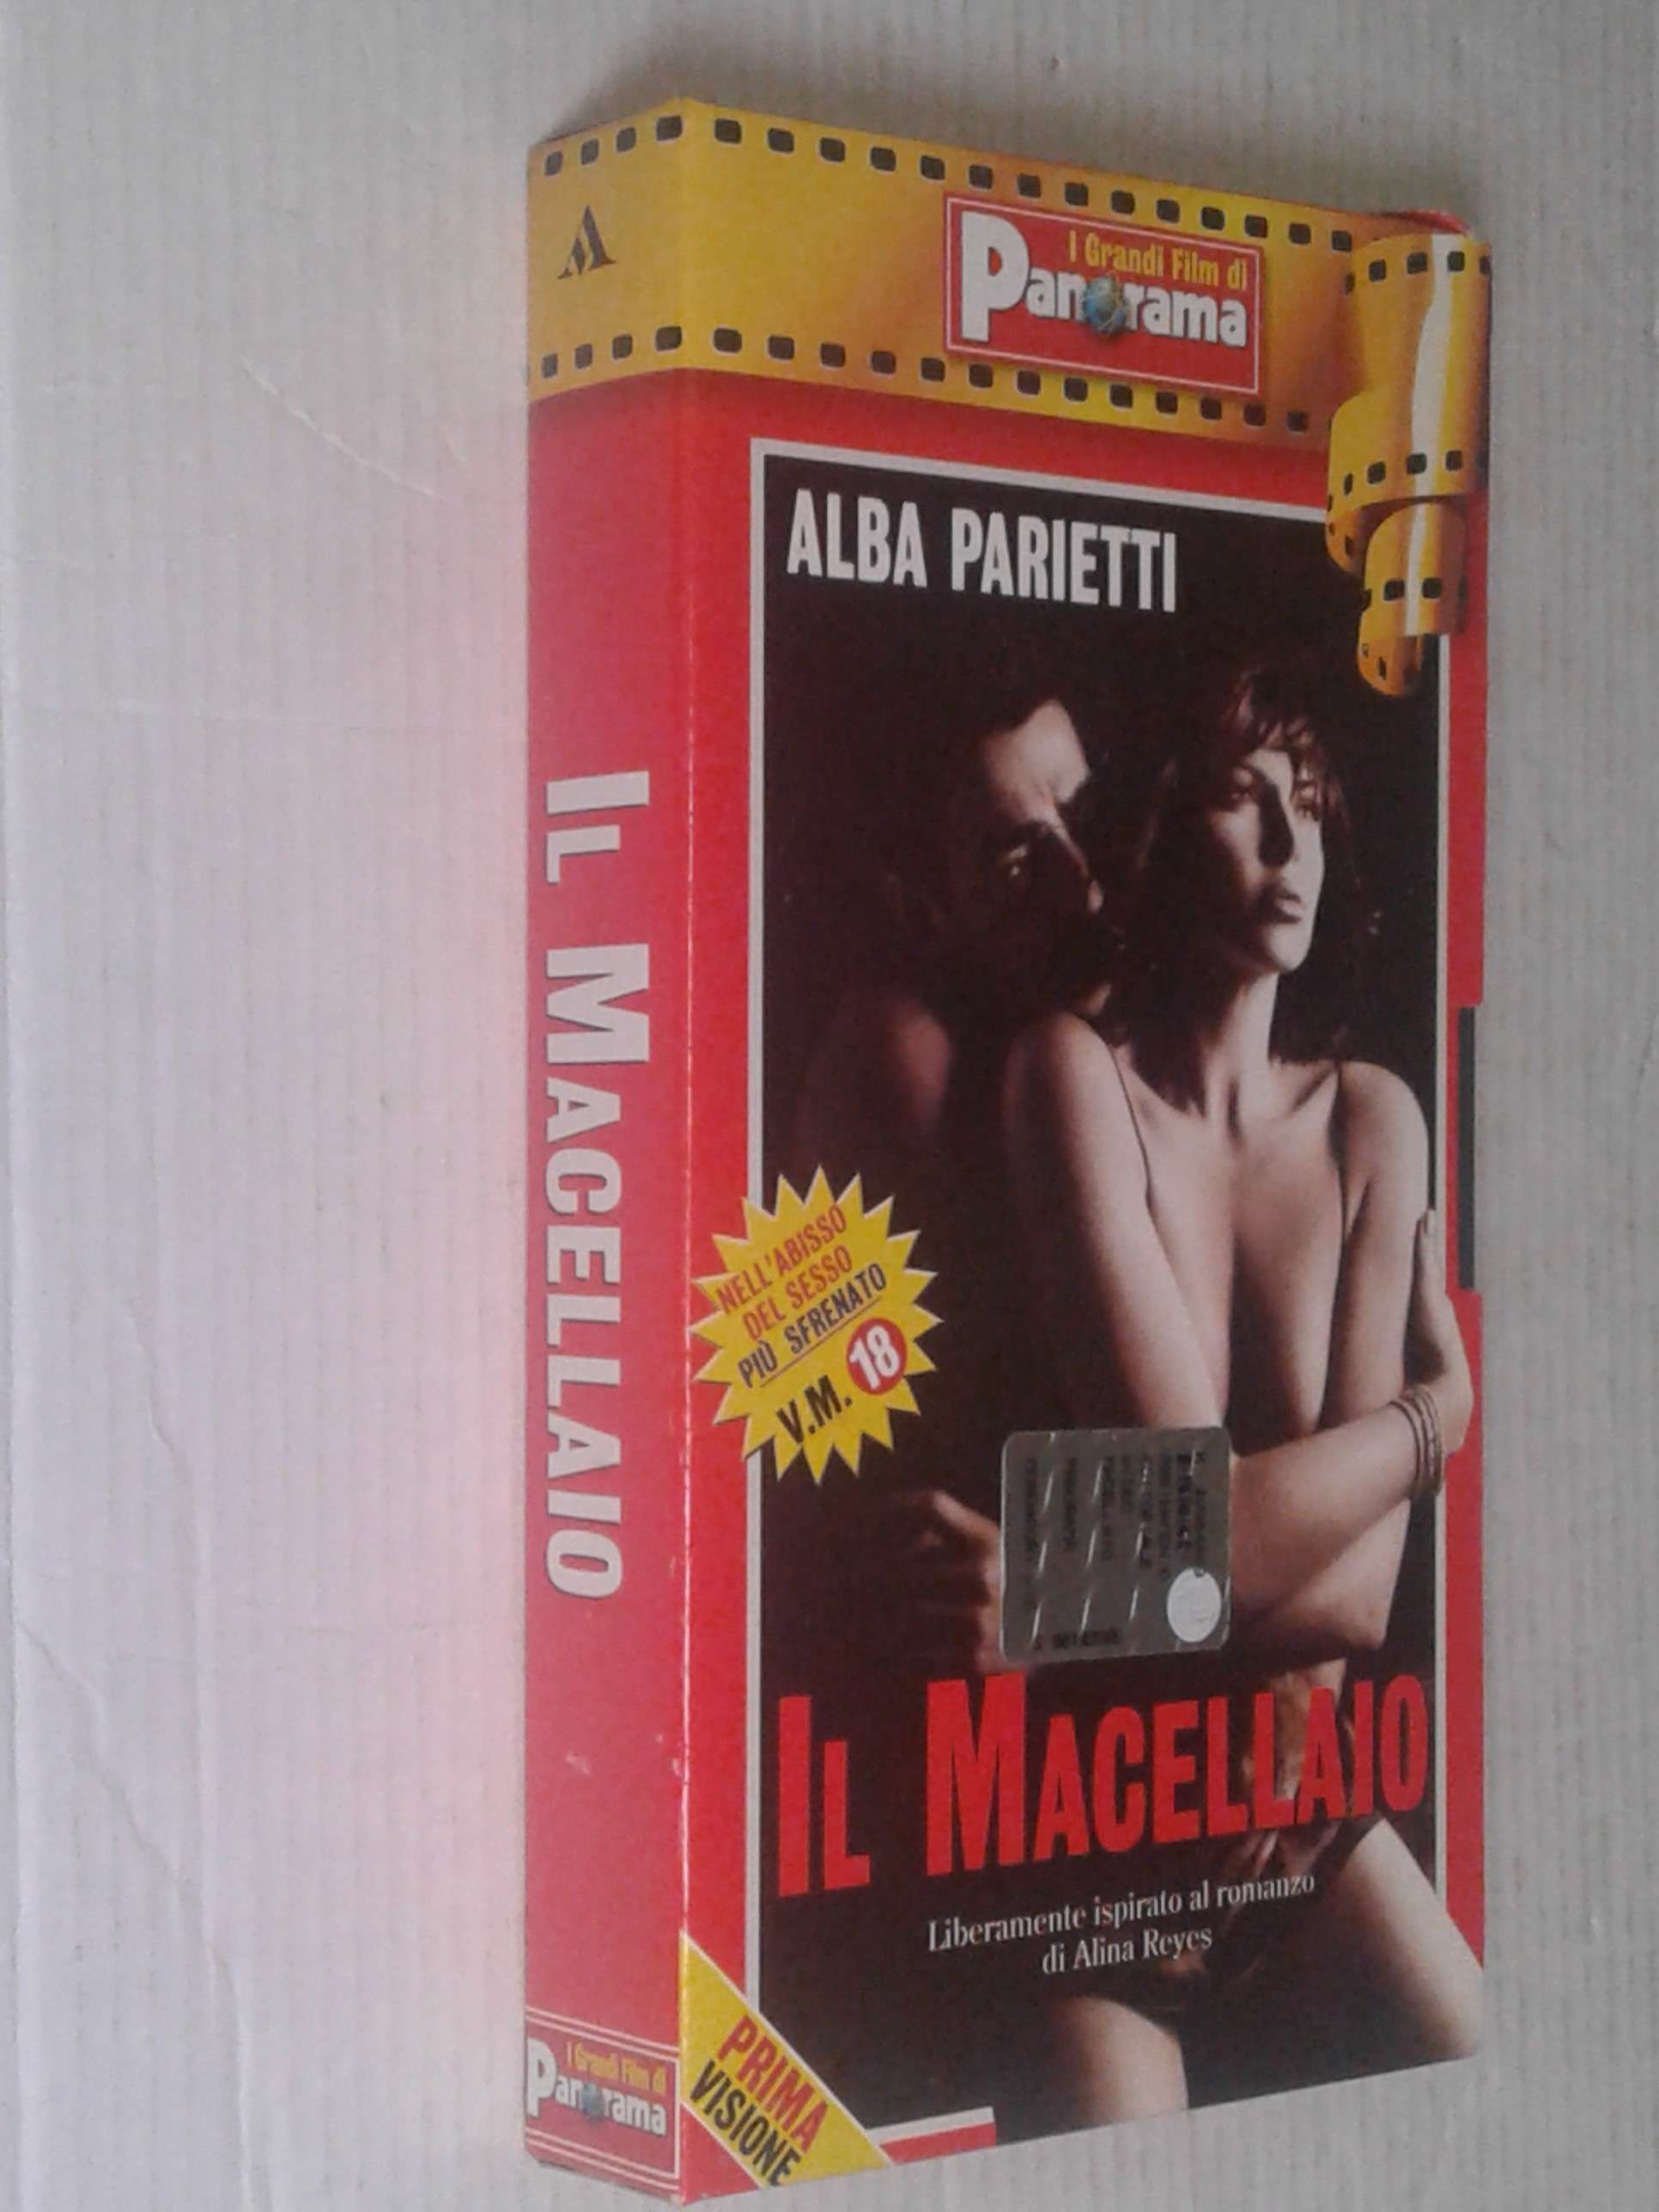 I Grandi Film di
Panorama
ALBA PARIETTI
NELL'ABISSO
DEL SESSO
PIÙ SFRENATO
V.M. 18
IL MACELLAIO
Liberamente ispirato al romanzo
di Alina Reyes
PRIMA
VISIONE
IL MACELLAIO
I Grandi Film di
Panorama